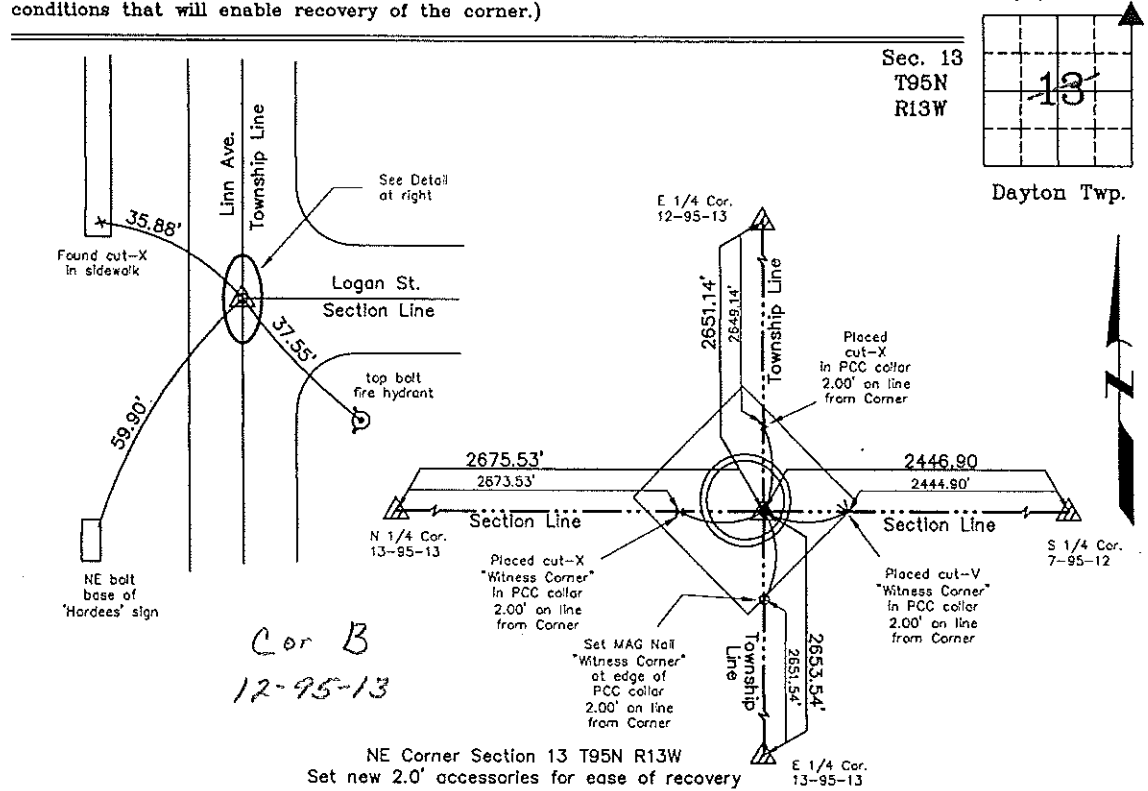 conditions that will enable recovery of the corner.)
Sec. 13
T95N
R13W
13
Dayton Twp.
Linn Ave.
Township Line
See Detail
at right
35.88'
Found cut-X
in sidewalk
Logan St.
Section Line
37.55'
top bolt
fire hydrant
59.90'
NE bolt
base of
'Hardees' sign
Cor B
12-95-13
E 1/4 Cor.
12-95-13
2651.14'
2649.14'
Township Line
Placed
cut-X
in PCC collar
2.00' on line
from Corner
N
2675.53'
2673.53'
Section Line
N 1/4 Cor.
13-95-13
2446.90
2444.90'
Section Line
S 1/4 Cor.
7-95-12
Placed cut-X
"Witness Corner"
in PCC collar
2.00' on line
from Corner
Placed cut-V
"Witness Corner"
in PCC collar
2.00' on line
from Corner
Set MAG Nail
"Witness Corner"
at edge of
PCC collar
2.00' on line
from Corner
Township
Line
2653.54'
2651.54'
E 1/4 Cor.
13-95-13
NE Corner Section 13 T95N R13W
Set new 2.0' accessories for ease of recovery